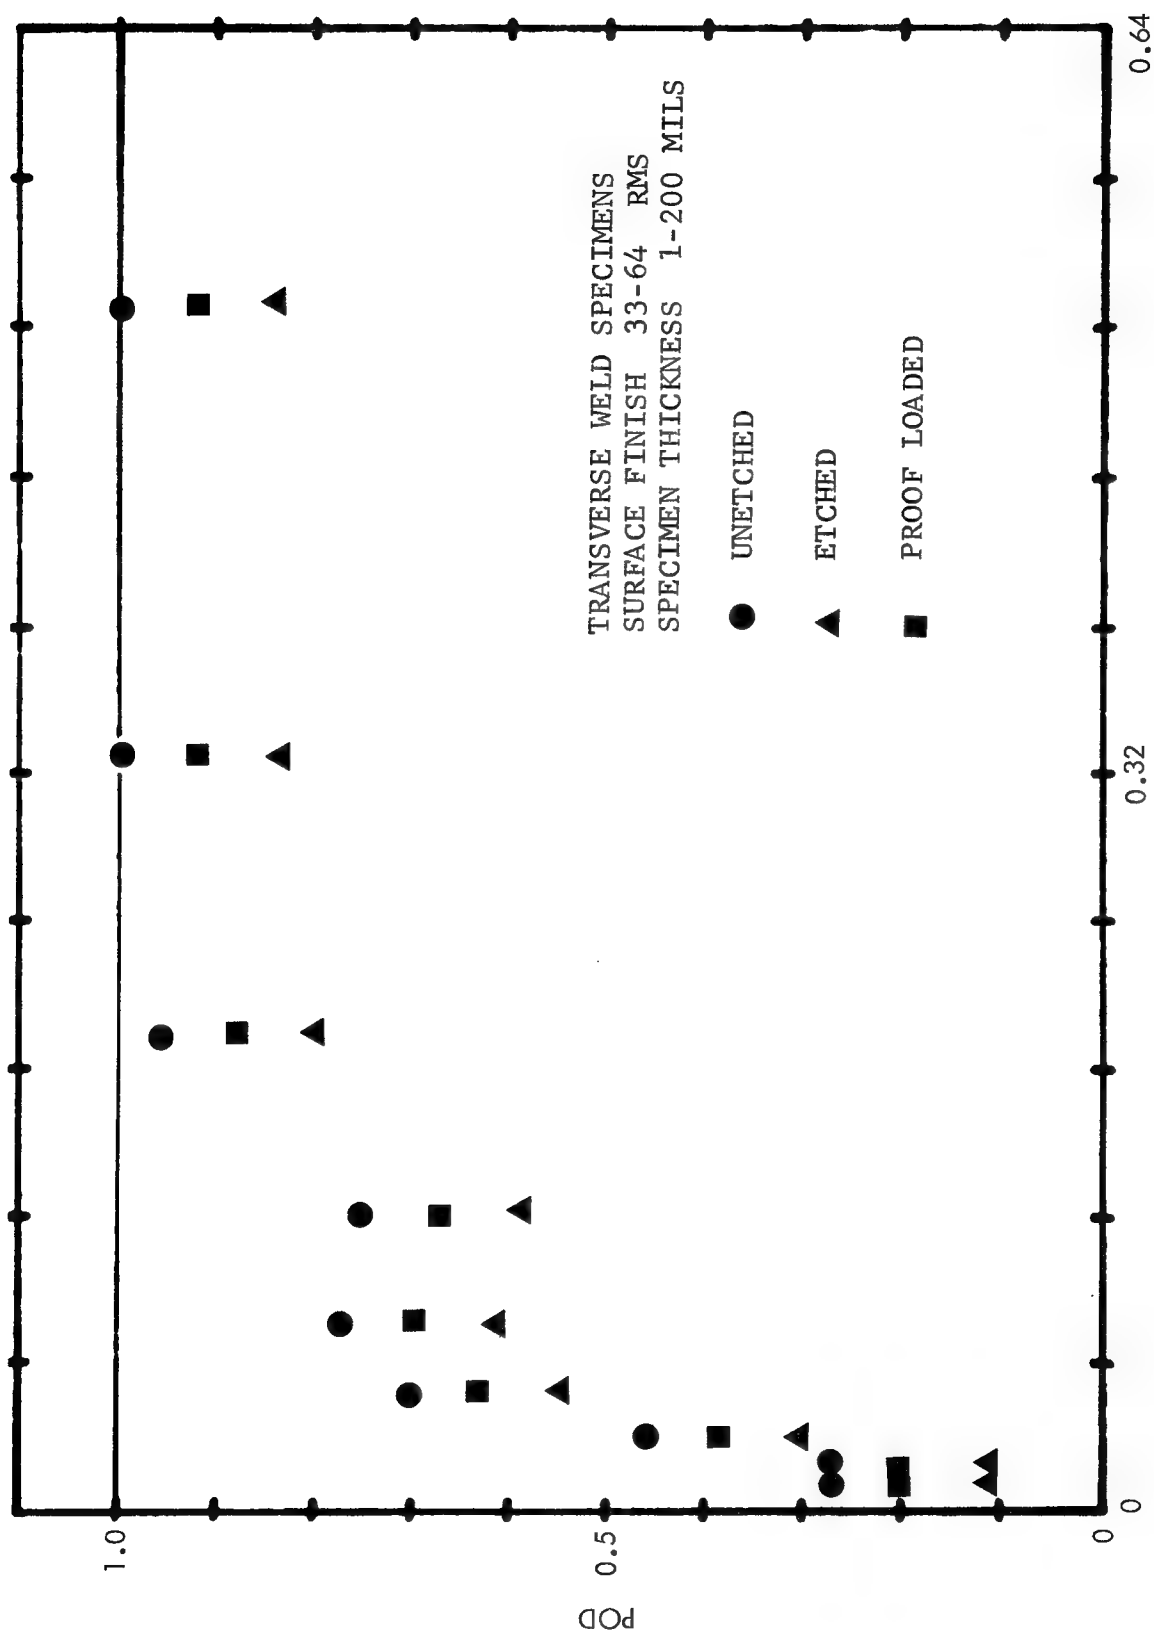 POD
1.0
0.5
0
0
0.32
0.64
TRANSVERSE WELD SPECIMENS
SURFACE FINISH 33-64 RMS
SPECIMEN THICKNESS 1-200 MILS
UNETCHED
ETCHED
PROOF LOADED